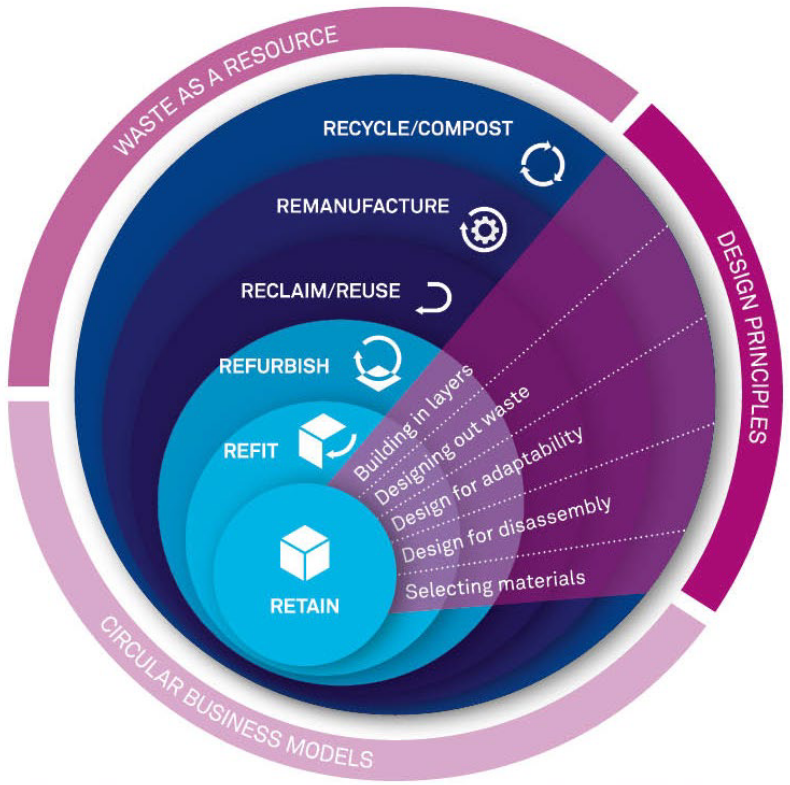 WASTE AS A RESOURCE
RECYCLE/COMPOST
REMANUFACTURE
RECLAIM/REUSE
REFURBISH
REFIT
RETAIN
DESIGN PRINCIPLES
Building in layers
Designing out waste
Design for adaptability
Design for disassembly
Selecting materials
CIRCULAR BUSINESS MODELS